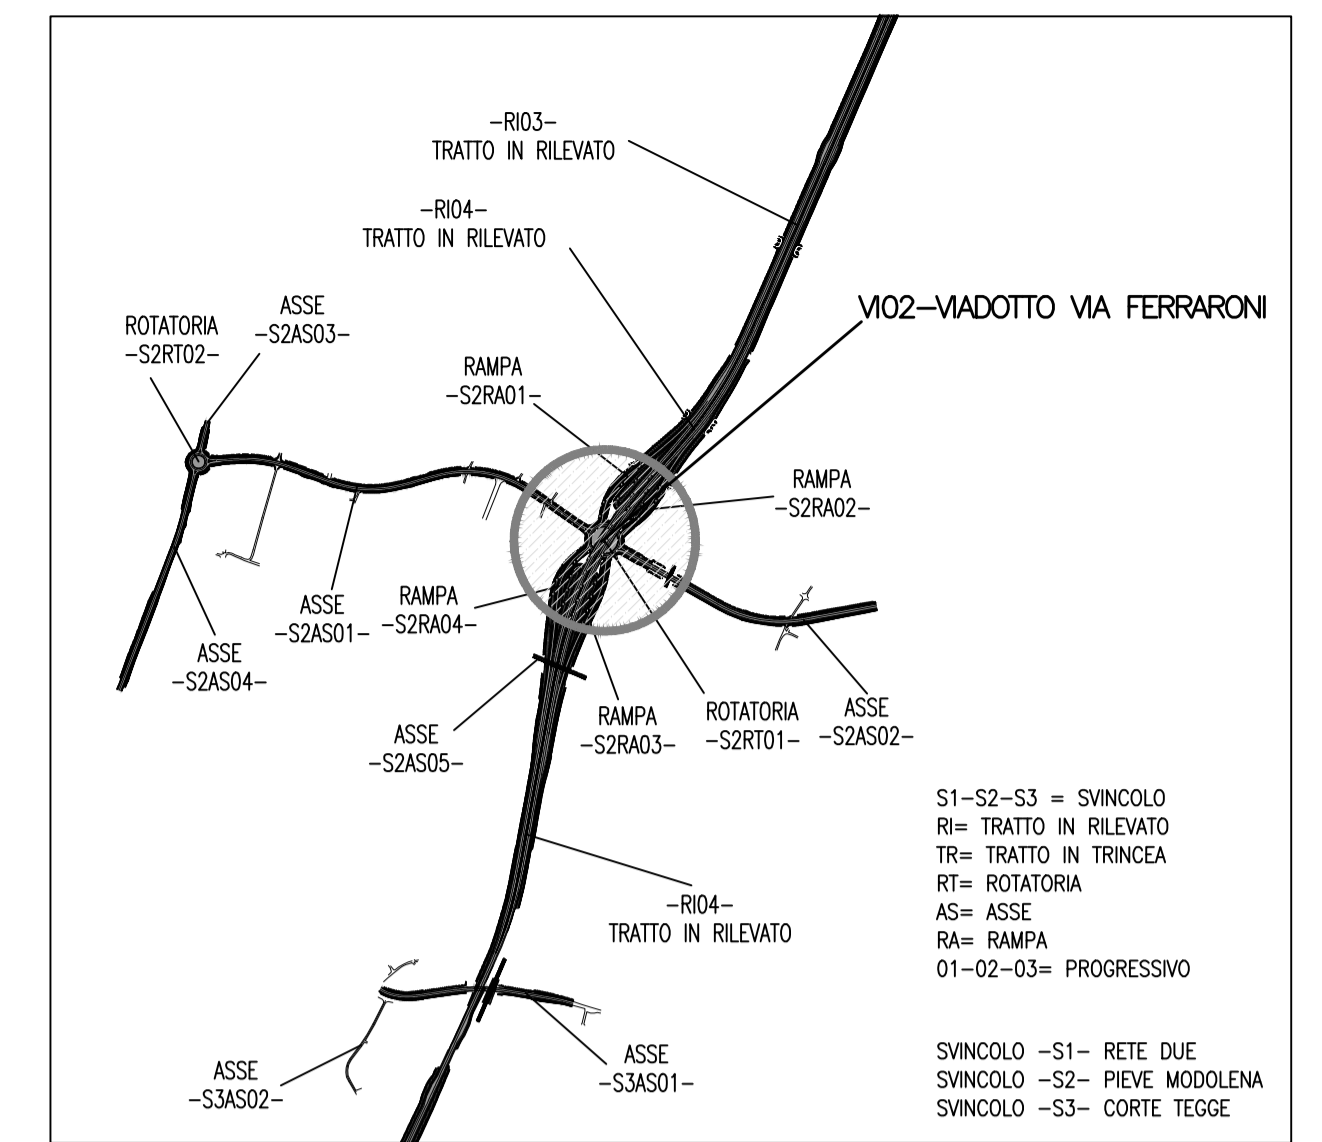 -RI03-
TRATTO IN RILEVATO
-RI04-
TRATTO IN RILEVATO
VI02-VIADOTTO VIA FERRARONI
ASSE
-S2AS03-
ROTATORIA
-S2RT02-
RAMPA
-S2RA01-
RAMPA
-S2RA02-
ASSE
-S2AS01-
RAMPA
-S2RA04-
ASSE
-S2AS04-
ASSE
-S2AS05-
RAMPA
-S2RA03-
ROTATORIA
-S2RT01-
ASSE
-S2AS02-
S1-S2-S3 = SVINCOLO
RI= TRATTO IN RILEVATO
TR= TRATTO IN TRINCEA
RT= ROTATORIA
AS= ASSE
RA= RAMPA
01-02-03= PROGRESSIVO
-RI04-
TRATTO IN RILEVATO
ASSE
-S3AS02-
ASSE
-S3AS01-
SVINCOLO -S1- RETE DUE
SVINCOLO -S2- PIEVE MODOLENA
SVINCOLO -S3- CORTE TEGGE